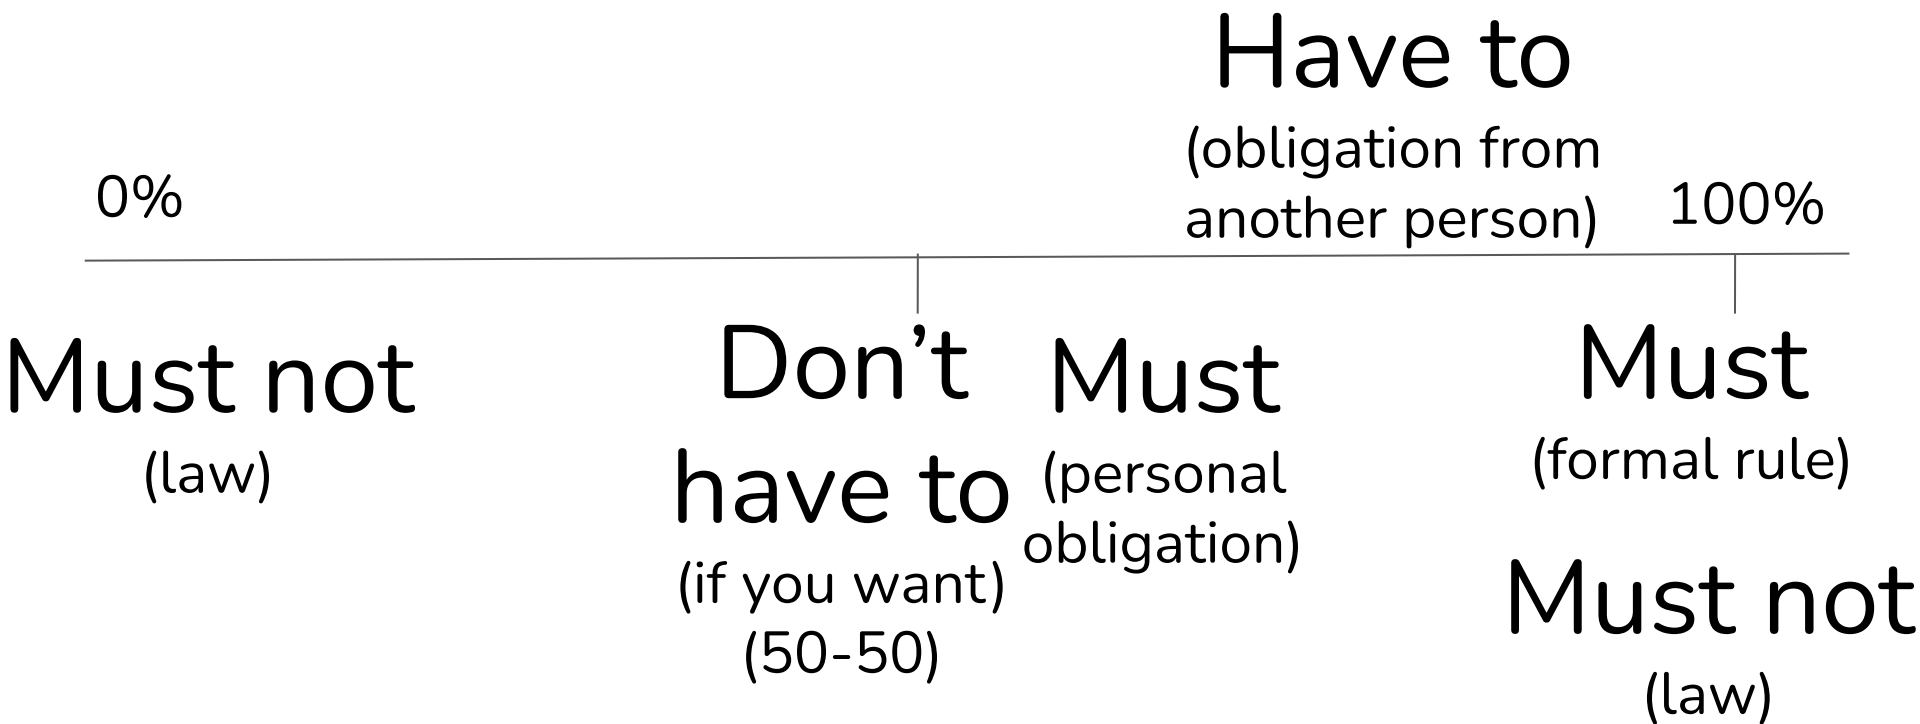 Have to
(obligation from
another person)
0%
100%
Must not
(law)
Don’t
have to
(if you want)
(50-50)
Must
(personal
obligation)
Must
(formal rule)
Must not
(law)